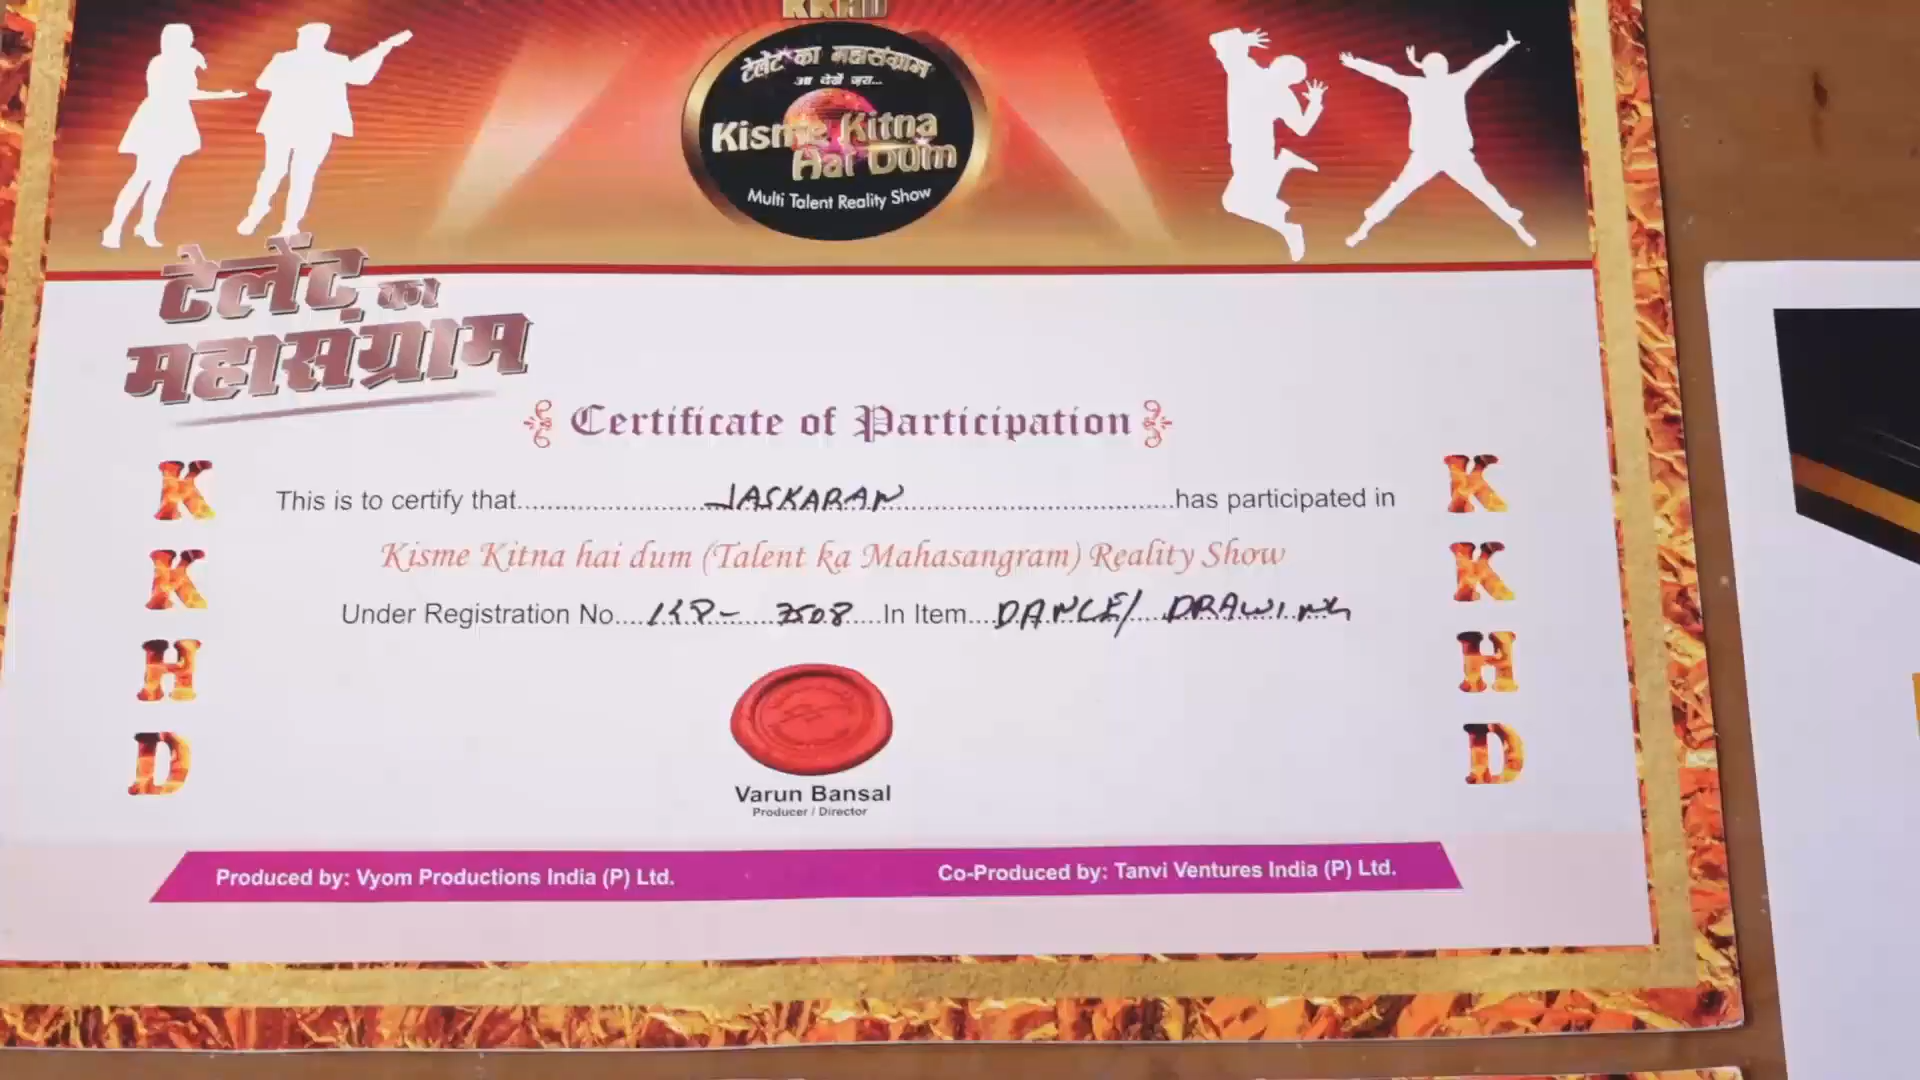 KKHD
टेलेंट का महासंग्राम
आ देखें ज़रा...
Kisme Kitna
Hai Dum
Multi Talent Reality Show
टेलेंट का
महासंग्राम
Certificate of Participation
This is to certify that........JASKARAN........has participated in
Kisme Kitna hai dum (Talent ka Mahasangram) Reality Show
Under Registration No.... 7508....In Item....DANCE/ DRAWING
K
K
H
D
K
K
H
D
Varun Bansal
Producer / Director
Produced by: Vyom Productions India (P) Ltd.
Co-Produced by: Tanvi Ventures India (P) Ltd.